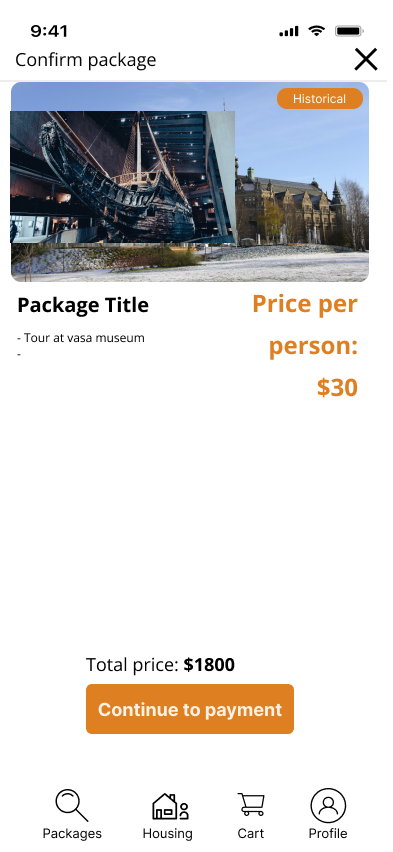 9:41
Confirm package
Historical
Package Title
Price per
person:
$30
- Tour at vasa museum
-
Total price: $1800
Continue to payment
Packages
Housing
Cart
Profile